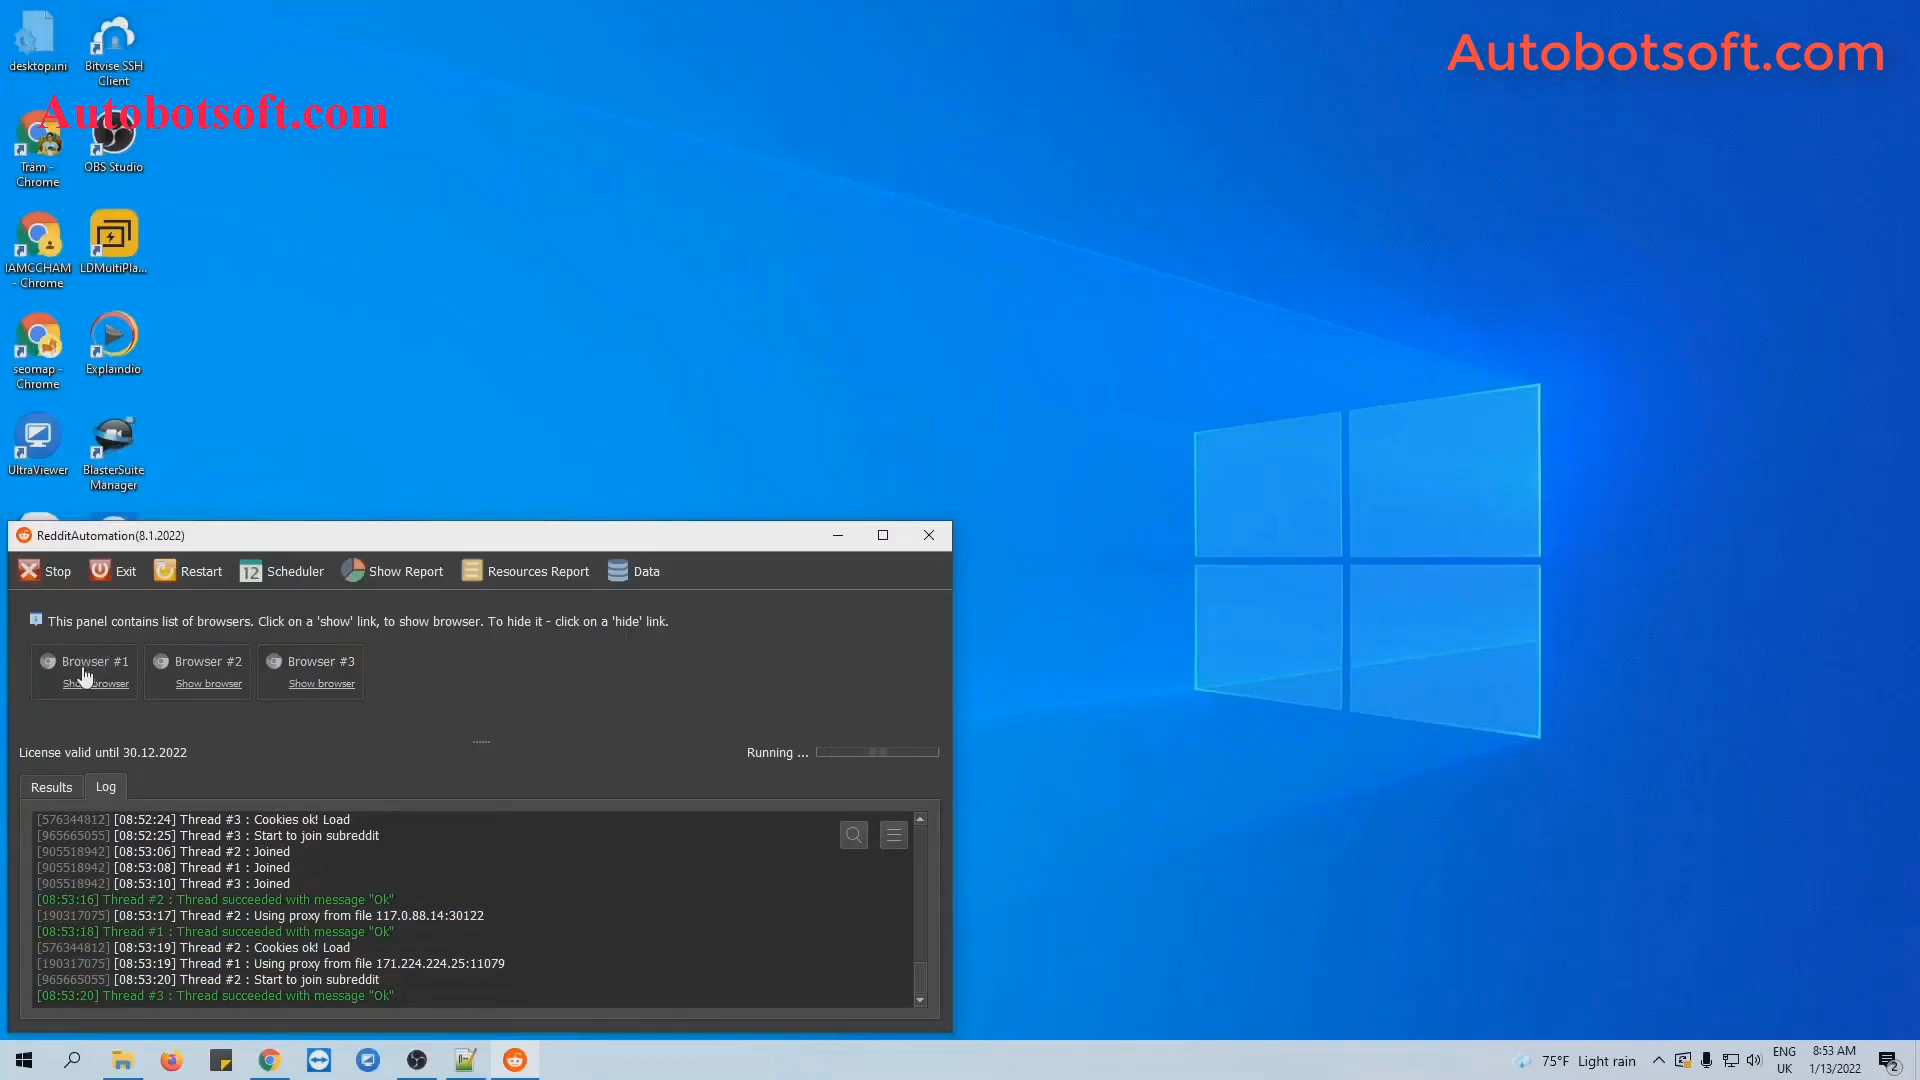 Autobotsoft.com
desktop.ini
Bitvise SSH
Client
Autobotsoft.com
Trâm -
Chrome
OBS Studio
IAMCCHAM
- Chrome
LDMultiPla...
seomap -
Chrome
Explaindio
UltraViewer
BlasterSuite
Manager
RedditAutomation(8.1.2022)
Stop
Exit
12
Restart
Scheduler
Show Report
Resources Report
Data
This panel contains list of browsers. Click on a 'show' link, to show browser. To hide it - click on a 'hide' link.
Browser #1
Browser #2
Browser #3
Show browser
Show browser
License valid until 30.12.2022
Running ...
Results
Log
[576344812] [08:52:24] Thread #3 : Cookies ok! Load
[965665055] [08:52:25] Thread #3 : Start to join subreddit
[905518942] [08:53:06] Thread #2 : Joined
[905518942] [08:53:08] Thread #1 : Joined
[905518942] [08:53:10] Thread #3 : Joined
[08:53:16] Thread #2 : Thread succeeded with message "Ok"
[190317075] [08:53:17] Thread #2 : Using proxy from file 117.0.88.14:30122
[08:53:18] Thread #1 : Thread succeeded with message "Ok"
[576344812] [08:53:19] Thread #2 : Cookies ok! Load
[190317075] [08:53:19] Thread #1 : Using proxy from file 171.224.224.25:11079
[965665055] [08:53:20] Thread #2 : Start to join subreddit
[08:53:20] Thread #3 : Thread succeeded with message "Ok"
75°F Light rain
ENG
UK
8:53 AM
1/13/2022
2